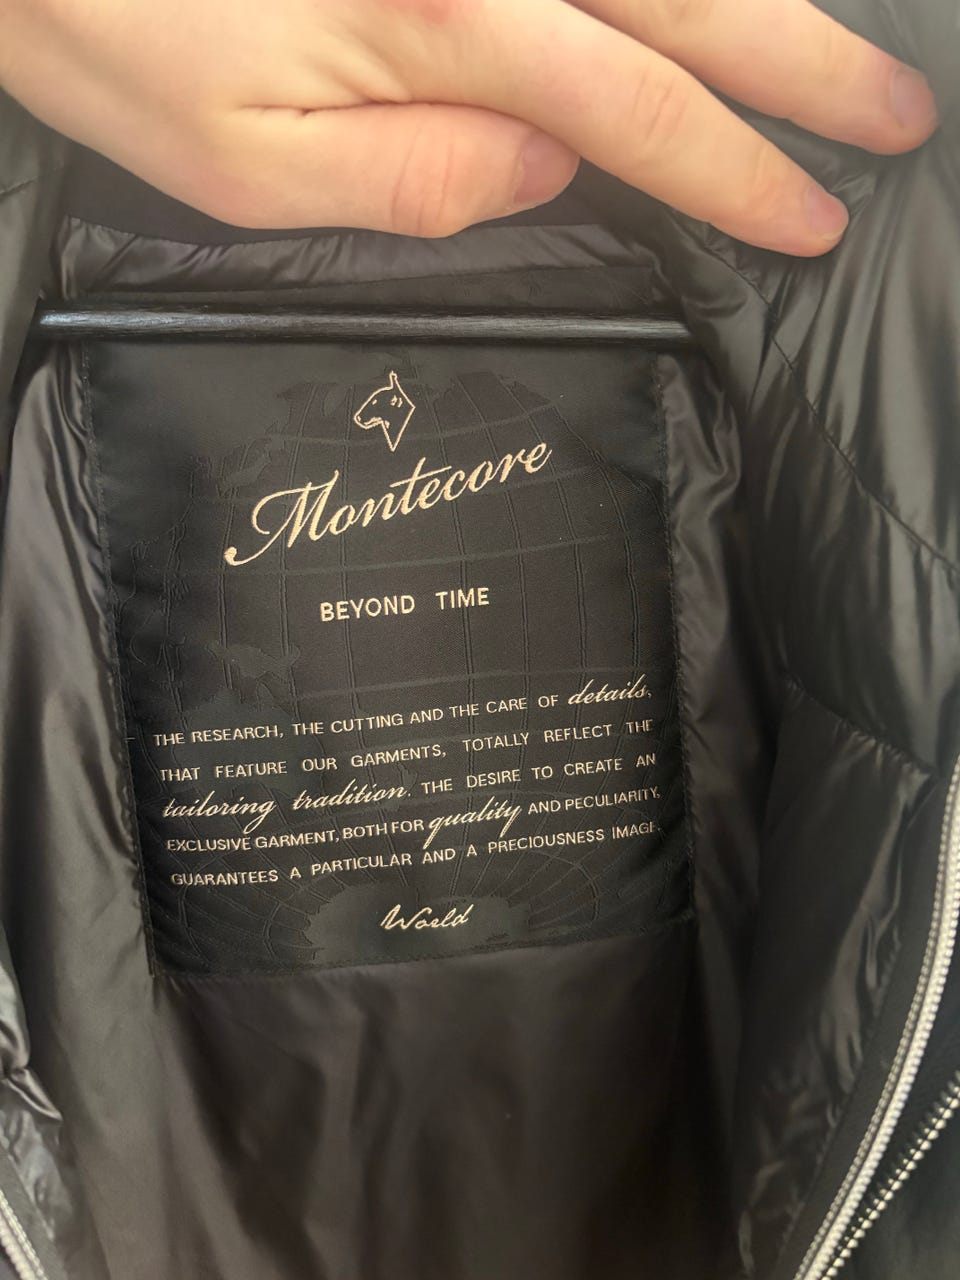 Montecore
BEYOND TIME
THE RESEARCH, THE CUTTING AND THE CARE OF details,
THAT FEATURE OUR GARMENTS, TOTALLY REFLECT THE
tailoring tradition. THE DESIRE TO CREATE AN
EXCLUSIVE GARMENT, BOTH FOR quality AND PECULIARITY,
GUARANTEES A PARTICULAR AND A PRECIOUSNESS IMAGE.
World